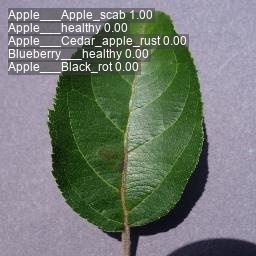 Apple___Apple_scab 1.00
Apple___healthy 0.00
Apple___Cedar_apple_rust 0.00
Blueberry___healthy 0.00
Apple___Black_rot 0.00